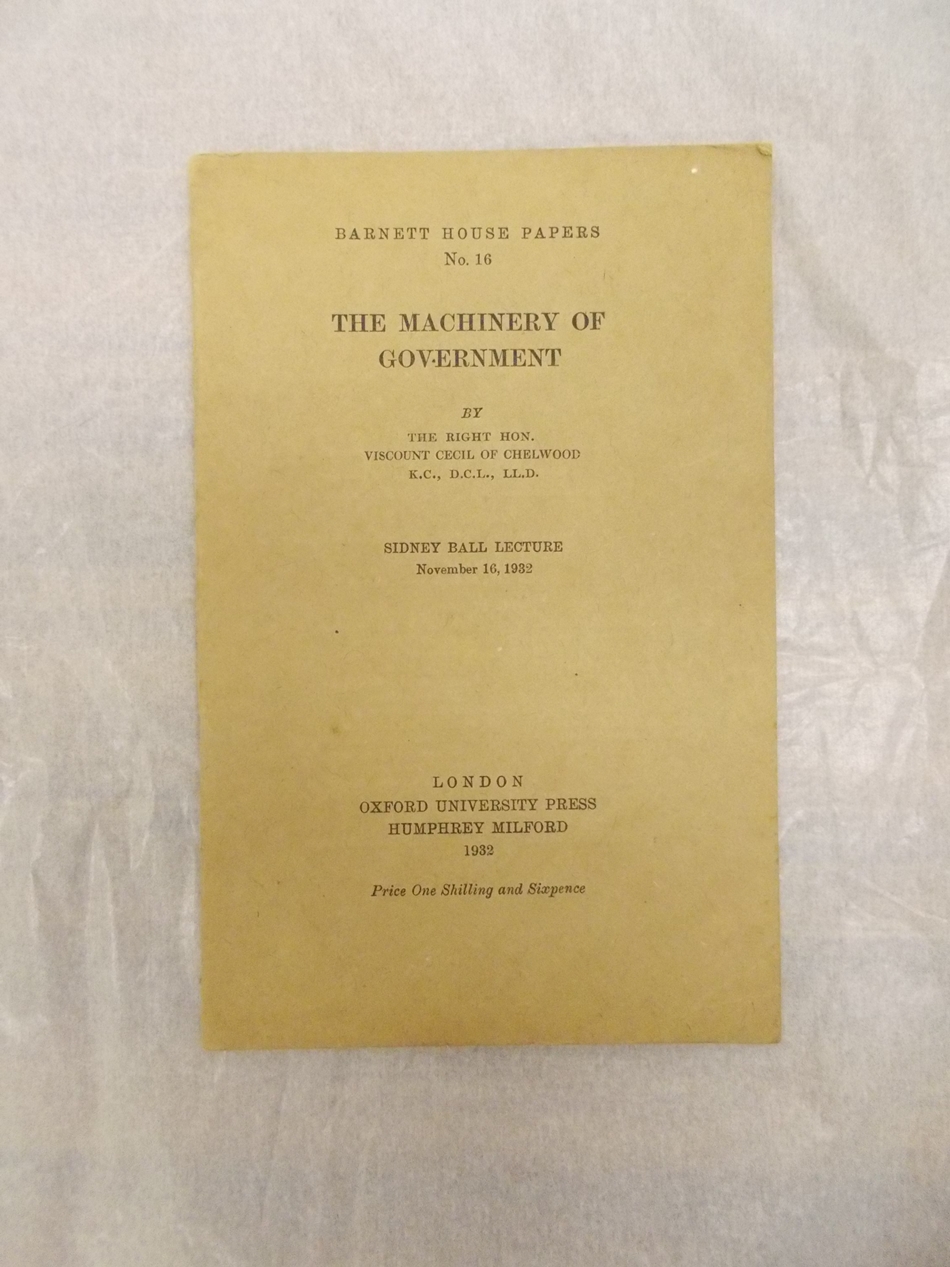 BARNETT HOUSE PAPERS
No. 16
THE MACHINERY OF
GOVERNMENT
BY
THE RIGHT HON.
VISCOUNT CECIL OF CHELWOOD
K.C., D.C.L., LL.D.
SIDNEY BALL LECTURE
November 16, 1932
LONDON
OXFORD UNIVERSITY PRESS
HUMPHREY MILFORD
1932
Price One Shilling and Sixpence